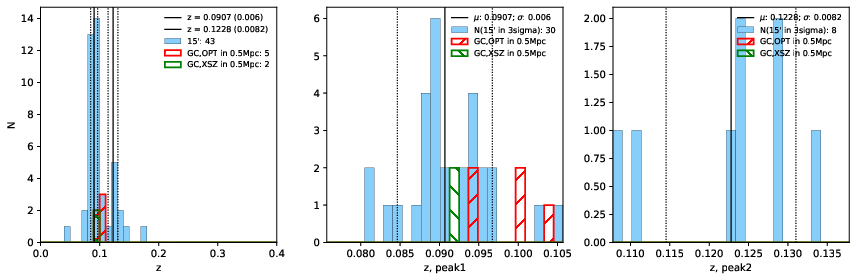 z = 0.0907 (0.006)
z = 0.1228 (0.0082)
15': 43
GC,OPT in 0.5Mpc: 5
GC,XSZ in 0.5Mpc: 2
14
12
10
8
6
4
2
0
N
0.0
0.1
0.2
0.3
0.4
z
μ: 0.0907; σ: 0.006
N(15' in 3sigma): 30
GC,OPT in 0.5Mpc
GC,XSZ in 0.5Mpc
6
5
4
3
2
1
0
0.080
0.085
0.090
0.095
0.100
0.105
z, peak1
μ: 0.1228; σ: 0.0082
N(15' in 3sigma): 8
GC,OPT in 0.5Mpc
GC,XSZ in 0.5Mpc
2.00
1.75
1.50
1.25
1.00
0.75
0.50
0.25
0.00
0.110
0.115
0.120
0.125
0.130
0.135
z, peak2